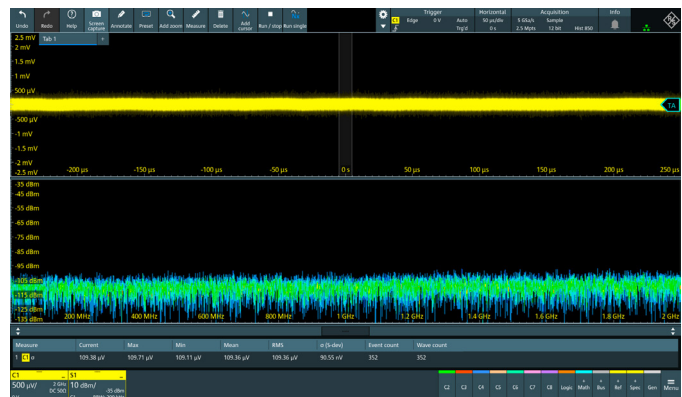 Trigger Horizontal Acquisition Info
Undo Redo Help Screen capture Annotate Preset Add zoom Measure Delete Add cursor Run / stop Run single
C1 Edge 0 V Auto 50 µs/div 5 GSa/s Sample
Trig'd 0 s 2.5 Mpts 12 bit Hist 850
2.5 mV Tab 1 +
2 mV
1.5 mV
1 mV
500 µV
TA
-500 µV
-1 mV
-1.5 mV
-2 mV
-2.5 mV -200 µs -150 µs -100 µs -50 µs 0 s 50 µs 100 µs 150 µs 200 µs 250 µs
-35 dBm
-45 dBm
-55 dBm
-65 dBm
-75 dBm
-85 dBm
-95 dBm
-105 dBm
-115 dBm
-125 dBm
-135 dBm 200 MHz 400 MHz 600 MHz 800 MHz 1 GHz 1.2 GHz 1.4 GHz 1.6 GHz 1.8 GHz 2 GHz
Measure Current Max Min Mean RMS σ (S-dev) Event count Wave count
1 C1 σ 109.38 µV 109.71 µV 109.11 µV 109.36 µV 109.36 µV 90.55 nV 352 352
C1 S1
500 µV/ 2 GHz 10 dBm/
DC 50Ω -35 dBm
C2 C3 C4 C5 C6 C7 C8 Logic Math Bus Ref Spec Gen Menu